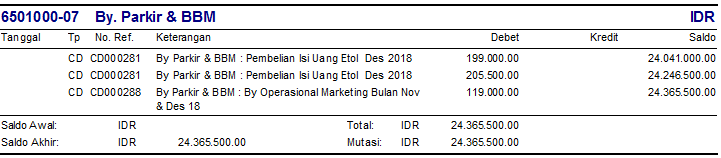 6501000-07 By. Parkir & BBM IDR
Tanggal Tp No. Ref. Keterangan Debet Kredit Saldo
CD CD000281 By Parkir & BBM : Pembelian Isi Uang Etol Des 2018 199.000.00 24.041.000.00
CD CD000281 By Parkir & BBM : Pembelian Isi Uang Etol Des 2018 205.500.00 24.246.500.00
CD CD000288 By Parkir & BBM : By Operasional Marketing Bulan Nov 119.000.00 24.365.500.00
& Des 18
Saldo Awal: IDR Total: IDR 24.365.500.00
Saldo Akhir: IDR 24.365.500.00 Mutasi: IDR 24.365.500.00